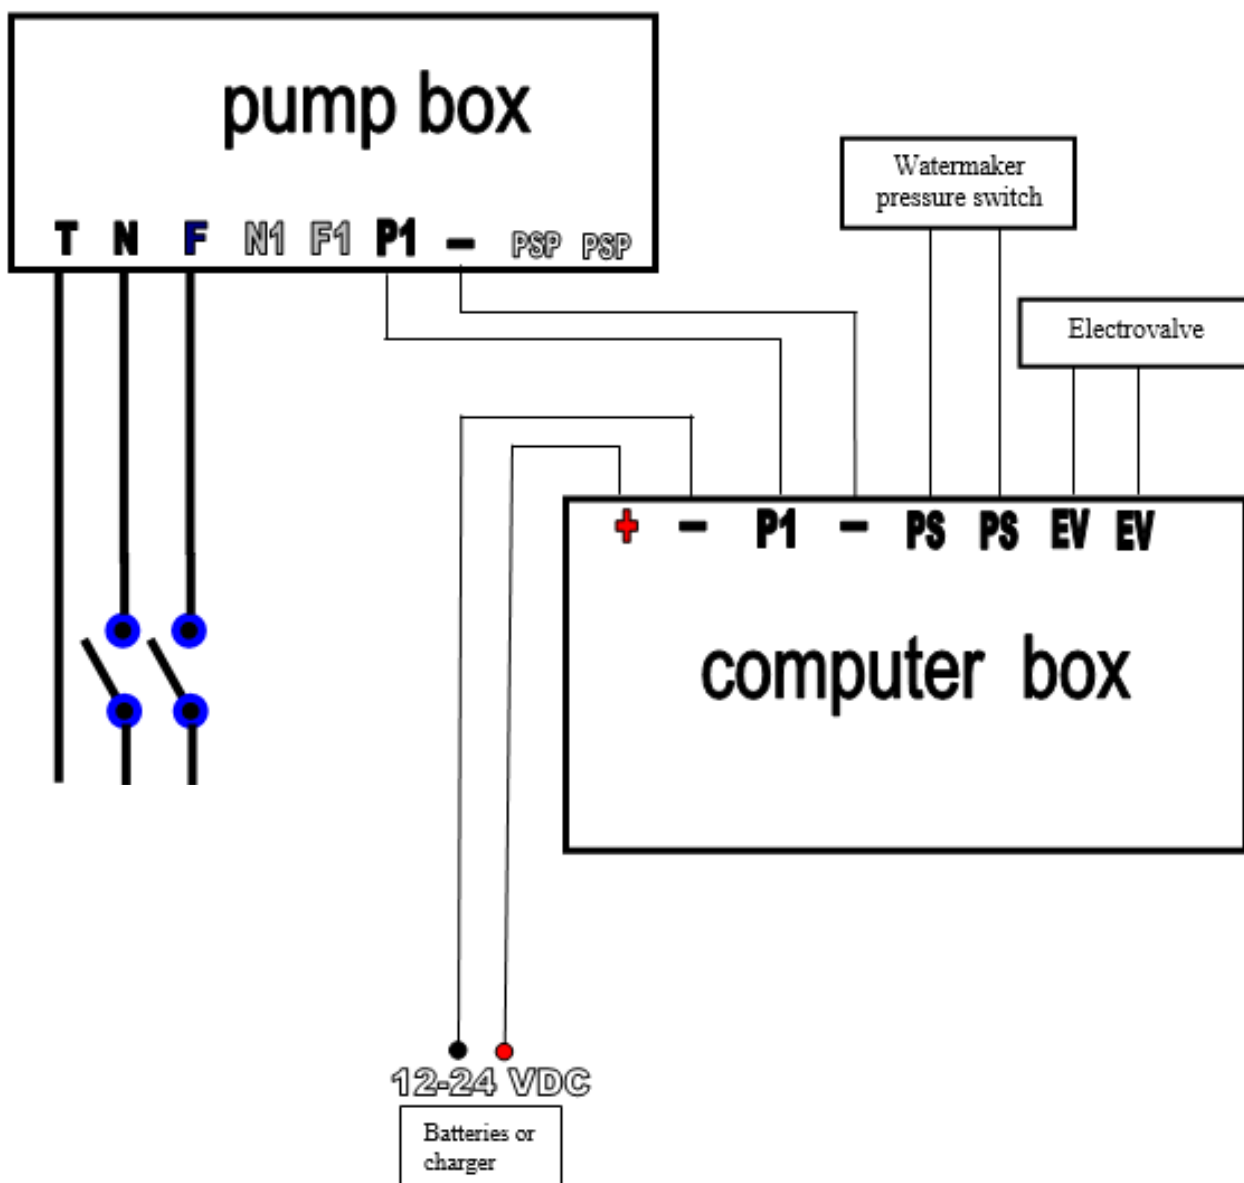 pump box
T N F N1 F1 P1 - PSP PSP
Watermaker
pressure switch
Electrovalve
+ - P1 - PS PS EV EV
computer box
12-24 VDC
Batteries or
charger